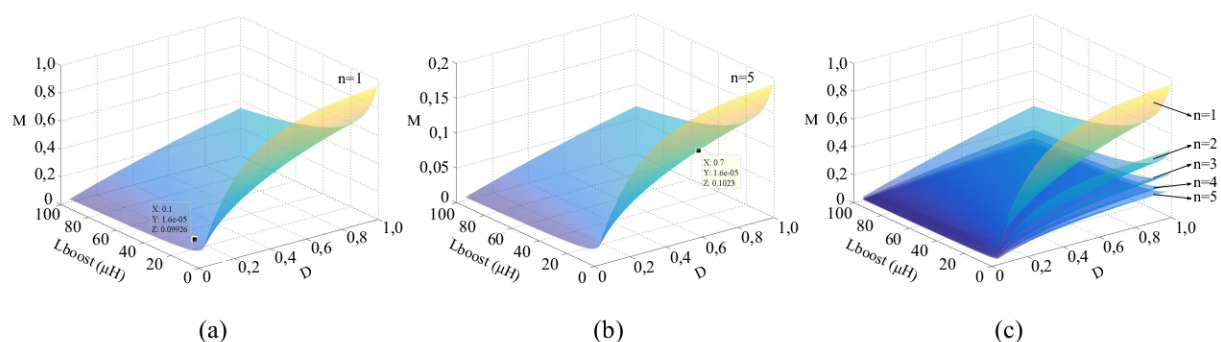 1,0
0,8
0,6
0,4
0,2
0
M
n=1
100
80
60
40
20
0
Lboost (µH)
0
0,2
0,4
0,6
0,8
1,0
D
X: 0.1
Y: 1.6e-05
Z: 0.09926
(a)
0,2
0,15
0,1
0,05
0
M
n=5
100
80
60
40
20
0
Lboost (µH)
0
0,2
0,4
0,6
0,8
1,0
D
X: 0.7
Y: 1.6e-05
Z: 0.1023
(b)
1,0
0,8
0,6
0,4
0,2
0
M
n=1
n=2
n=3
n=4
n=5
100
80
60
40
20
0
Lboost (µH)
0
0,2
0,4
0,6
0,8
1,0
D
(c)